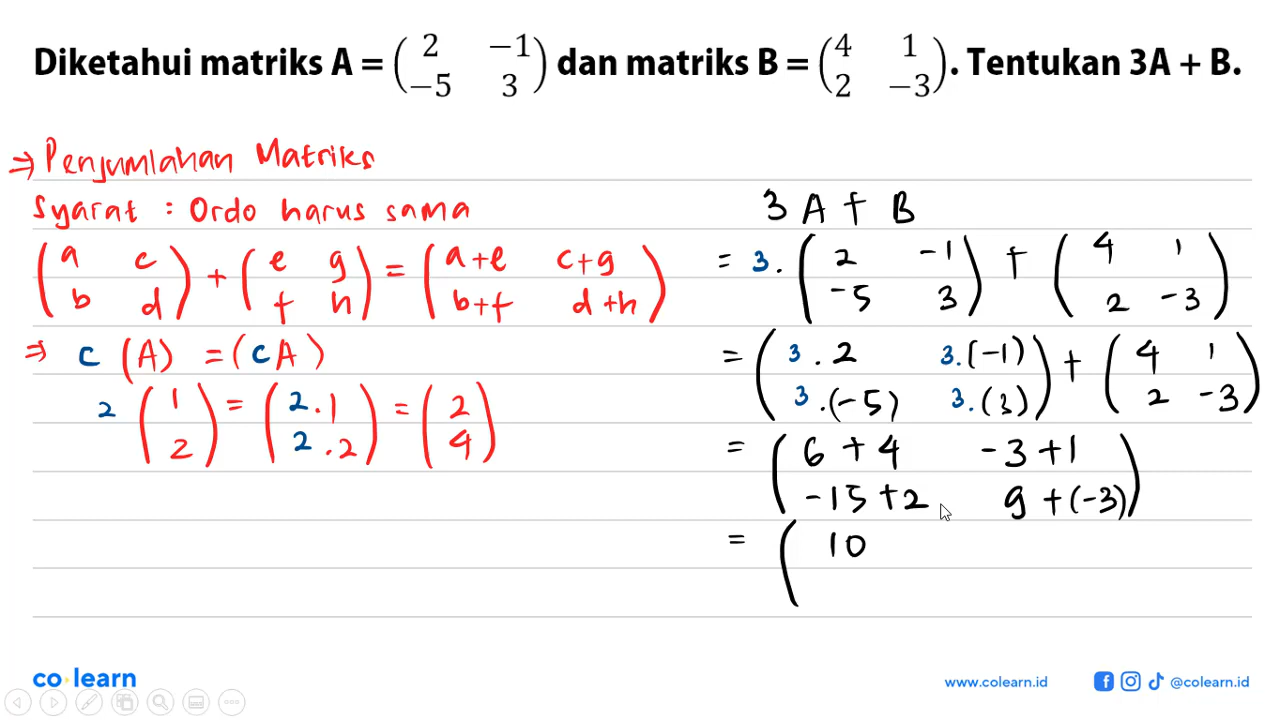 Diketahui matriks A = (2 −1
−5 3) dan matriks B = (4 1
2 −3). Tentukan 3A + B.
⇒ Penjumlahan Matriks
Syarat : Ordo harus sama
(a c
b d) + (e g
f h) = (a+e c+g
b+f d+h)
⇒ c (A) = (cA)
2 (1
2) = (2.1
2.2) = (2
4)
3 A + B
= 3. (2 -1
-5 3) + (4 1
2 -3)
= (3.2 3.(-1)
3.(-5) 3.(3)) + (4 1
2 -3)
= (6+4 -3+1
-15+2 9+(-3))
= (10
co·learn
www.colearn.id
@colearn.id